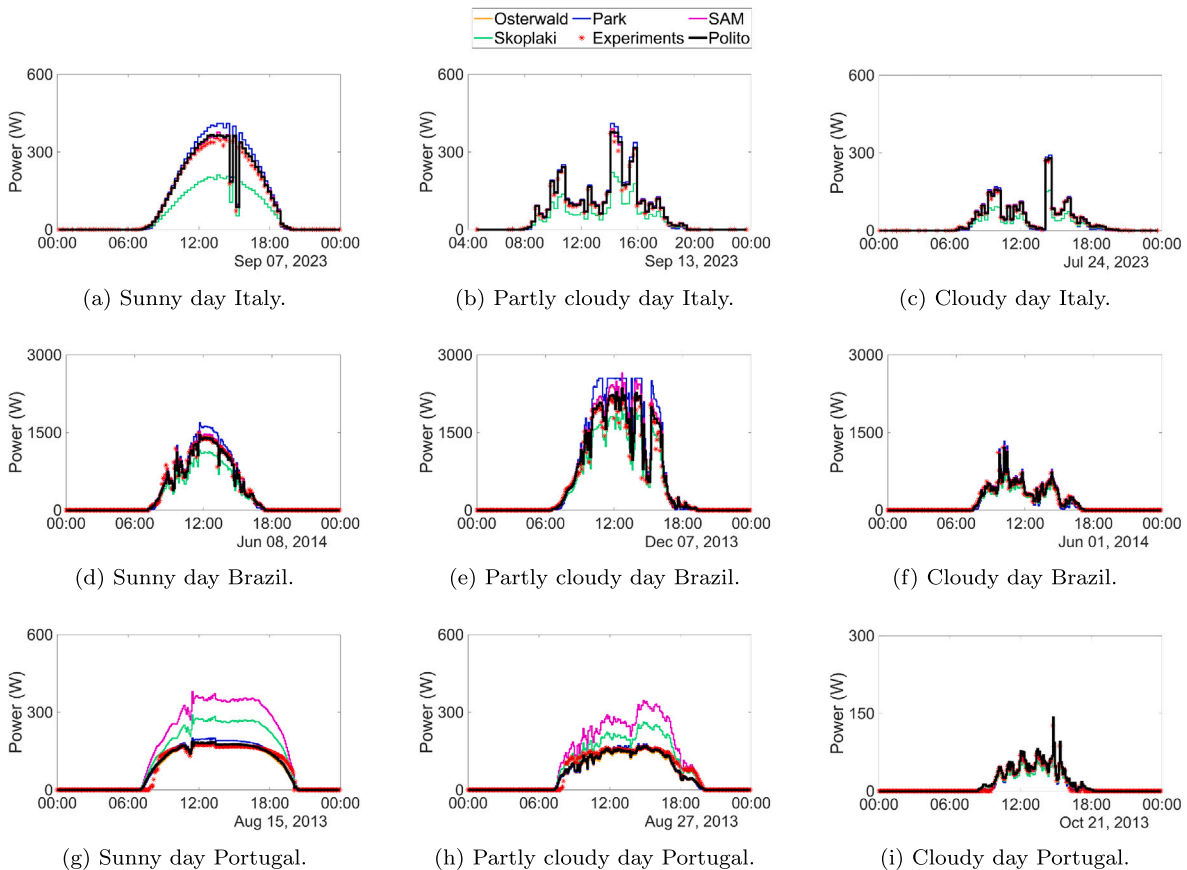 Osterwald Park SAM
Skoplaki Experiments Polito
600 600 600
Power (W) Power (W) Power (W)
300 300 300
0 0 0
00:00 06:00 12:00 18:00 00:00 04:00 08:00 12:00 16:00 20:00 00:00 00:00 06:00 12:00 18:00 00:00
Sep 07, 2023 Sep 13, 2023 Jul 24, 2023
(a) Sunny day Italy. (b) Partly cloudy day Italy. (c) Cloudy day Italy.
3000 3000 3000
Power (W) Power (W) Power (W)
1500 1500 1500
0 0 0
00:00 06:00 12:00 18:00 00:00 00:00 06:00 12:00 18:00 00:00 00:00 06:00 12:00 18:00 00:00
Jun 08, 2014 Dec 07, 2013 Jun 01, 2014
(d) Sunny day Brazil. (e) Partly cloudy day Brazil. (f) Cloudy day Brazil.
600 600 300
Power (W) Power (W) Power (W)
300 300 150
0 0 0
00:00 06:00 12:00 18:00 00:00 00:00 06:00 12:00 18:00 00:00 00:00 06:00 12:00 18:00 00:00
Aug 15, 2013 Aug 27, 2013 Oct 21, 2013
(g) Sunny day Portugal. (h) Partly cloudy day Portugal. (i) Cloudy day Portugal.